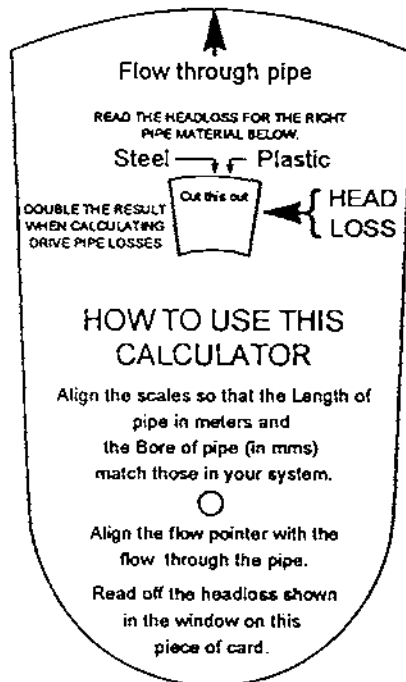 Flow through pipe
READ THE HEADLOSS FOR THE RIGHT
PIPE MATERIAL BELOW.
Steel Plastic
Cut this out
DOUBLE THE RESULT
WHEN CALCULATING
DRIVE PIPE LOSSES
HEAD
LOSS
HOW TO USE THIS
CALCULATOR
Align the scales so that the Length of
pipe in meters and
the Bore of pipe (in mms)
match those in your system.
Align the flow pointer with the
flow through the pipe.
Read off the headloss shown
in the window on this
piece of card.